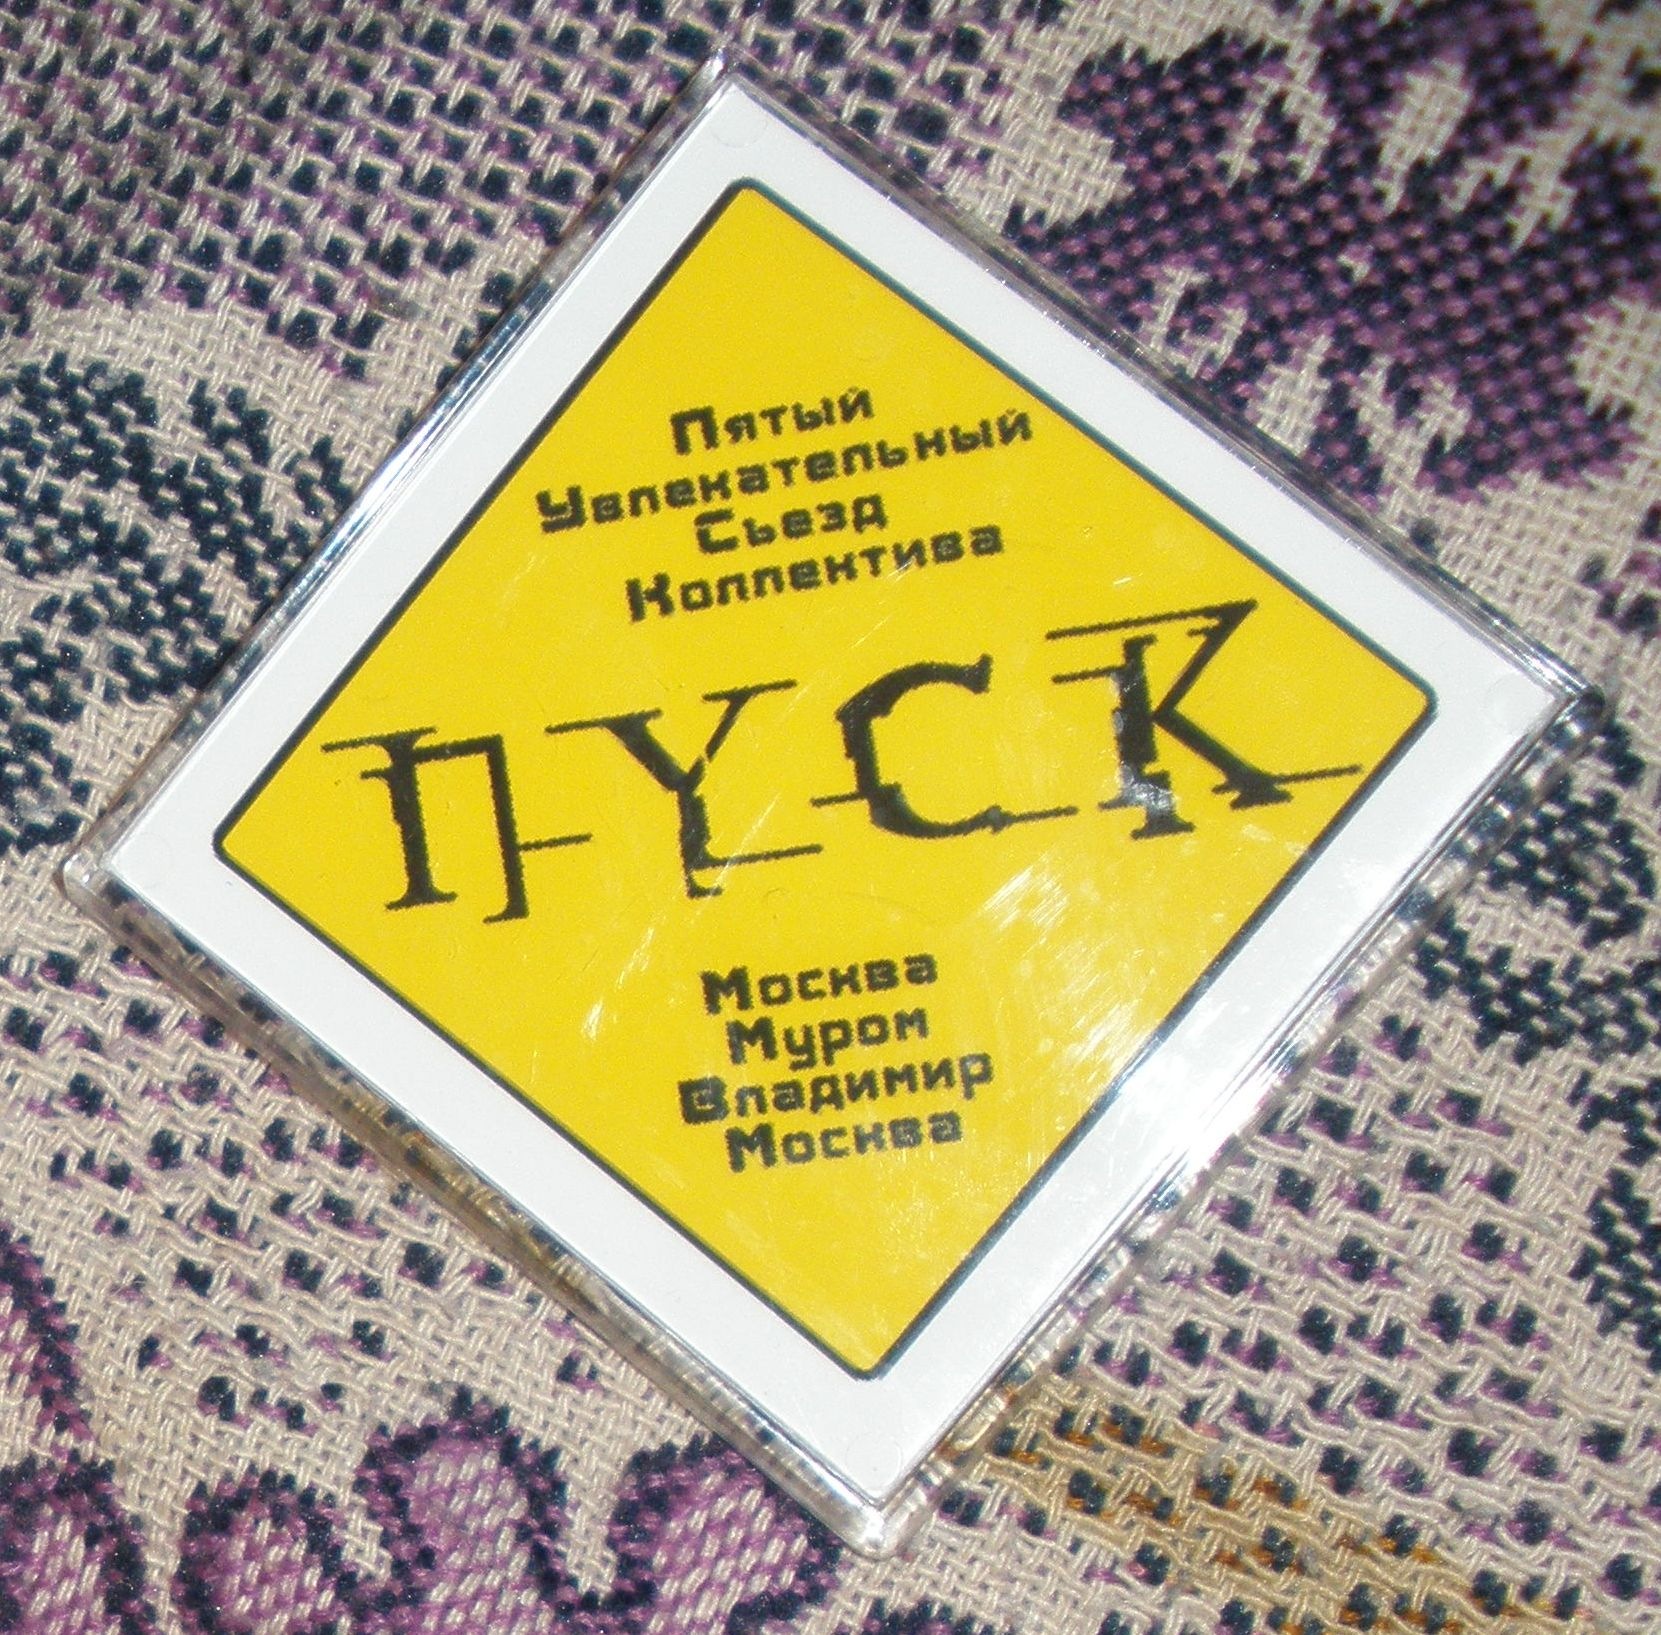 Пятый
Увлекательный
Съезд
Коллектива
ПУСК
Москва
Муром
Владимир
Москва